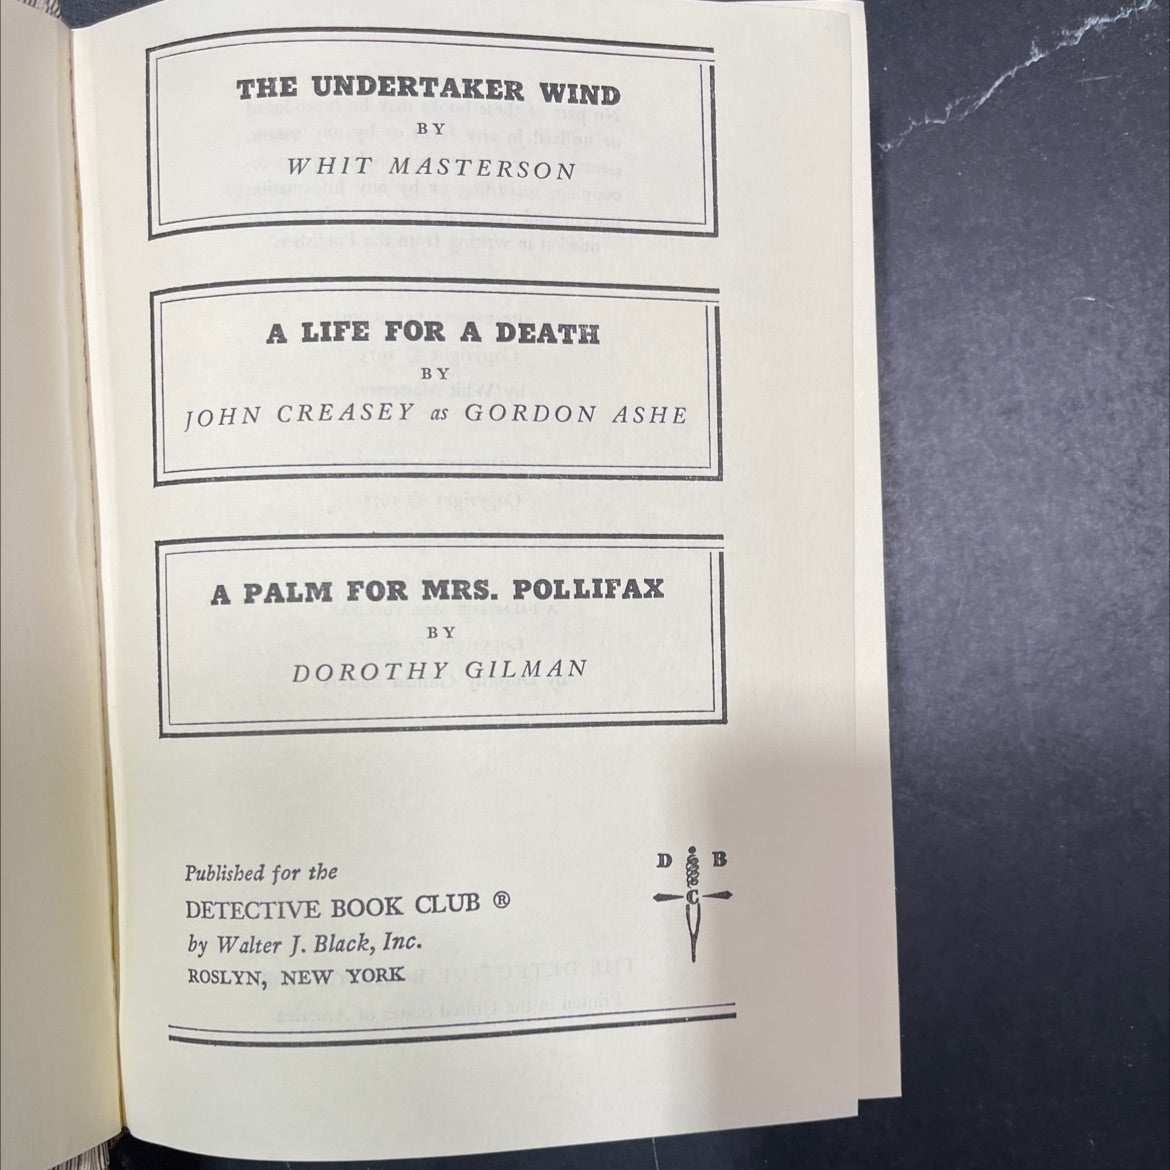 THE UNDERTAKER WIND
BY
WHIT MASTERSON
A LIFE FOR A DEATH
BY
JOHN CREASEY as GORDON ASHE
A PALM FOR MRS. POLLIFAX
BY
DOROTHY GILMAN
Published for the
DETECTIVE BOOK CLUB ®
by Walter J. Black, Inc.
ROSLYN, NEW YORK
D B
C